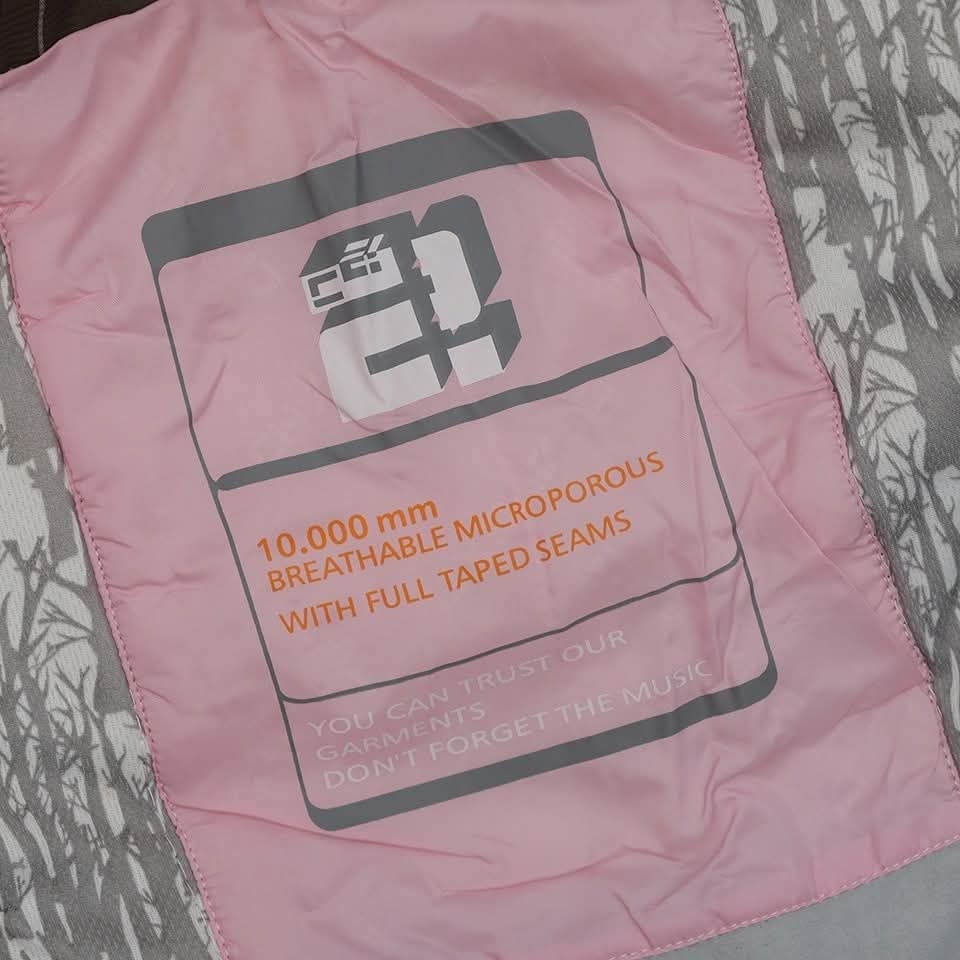 10.000 mm
BREATHABLE MICROPOROUS
WITH FULL TAPED SEAMS
YOU CAN TRUST OUR
GARMENTS
DON'T FORGET THE MUSIC